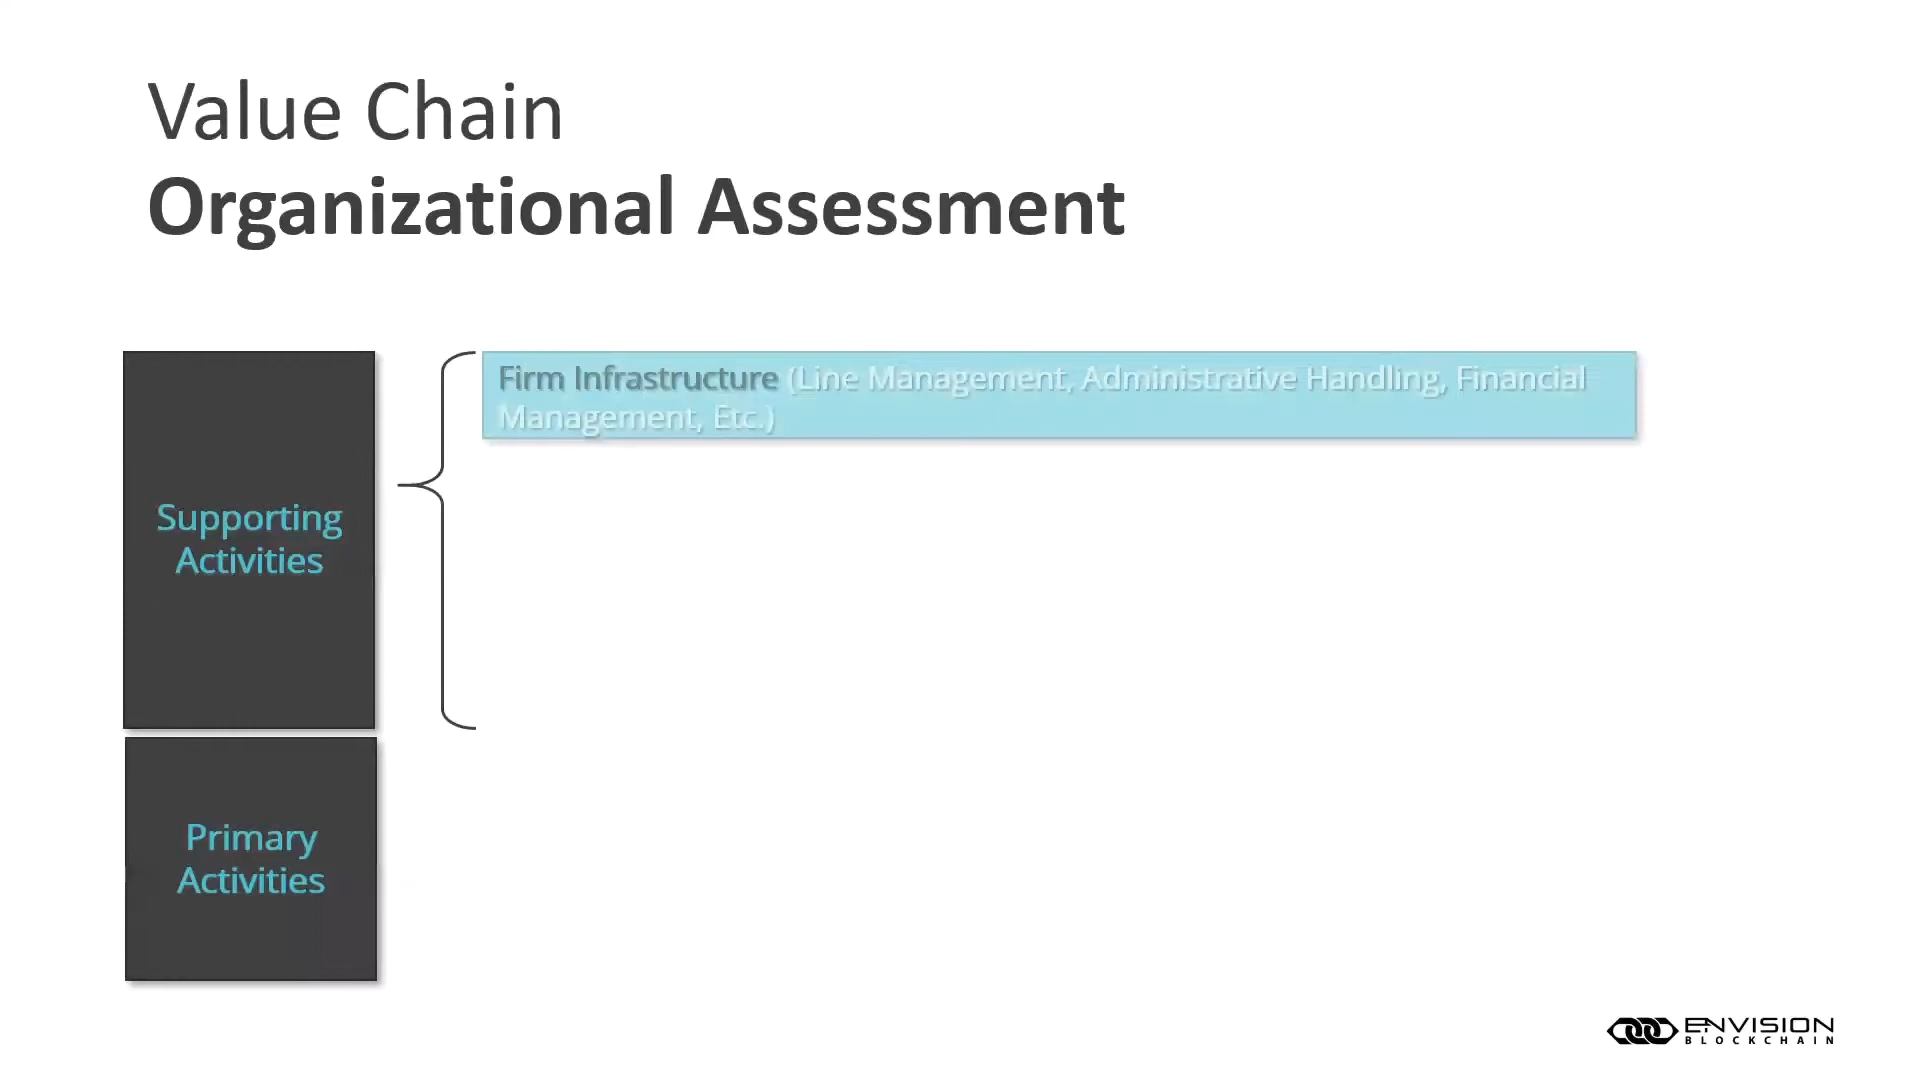 Value Chain
Organizational Assessment
Supporting
Activities
Firm Infrastructure (Line Management, Administrative Handling, Financial
Management, Etc.)
Primary
Activities
ENVISION
BLOCKCHAIN